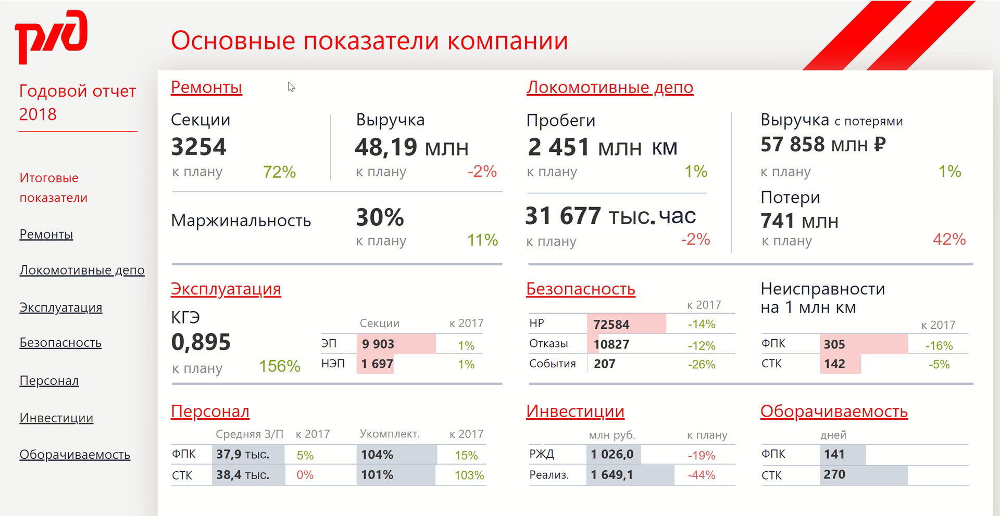 ржд
Основные показатели компании
Годовой отчет
2018
Итоговые
показатели
Ремонты
Локомотивные депо
Эксплуатация
Безопасность
Персонал
Инвестиции
Оборачиваемость
Ремонты
Секции
3254
к плану 72%
Выручка
48,19 млн
к плану -2%
Маржинальность
30%
к плану 11%
Локомотивные депо
Пробеги
2 451 млн км
к плану 1%
31 677 тыс. час
к плану -2%
Выручка с потерями
57 858 млн ₽
к плану 1%
Потери
741 млн
к плану 42%
Эксплуатация
КГЭ
0,895
к плану 156%
Секции к 2017
ЭП 9 903 1%
НЭП 1 697 1%
Безопасность
к 2017
НР 72584 -14%
Отказы 10827 -12%
События 207 -26%
Неисправности
на 1 млн км
к 2017
ФПК 305 -16%
СТК 142 -5%
Персонал
Средняя З/П к 2017 Укомплект. к 2017
ФПК 37,9 тыс. 5% 104% 15%
СТК 38,4 тыс. 0% 101% 103%
Инвестиции
млн руб. к плану
РЖД 1 026,0 -19%
Реализ. 1 649,1 -44%
Оборачиваемость
дней
ФПК 141
СТК 270